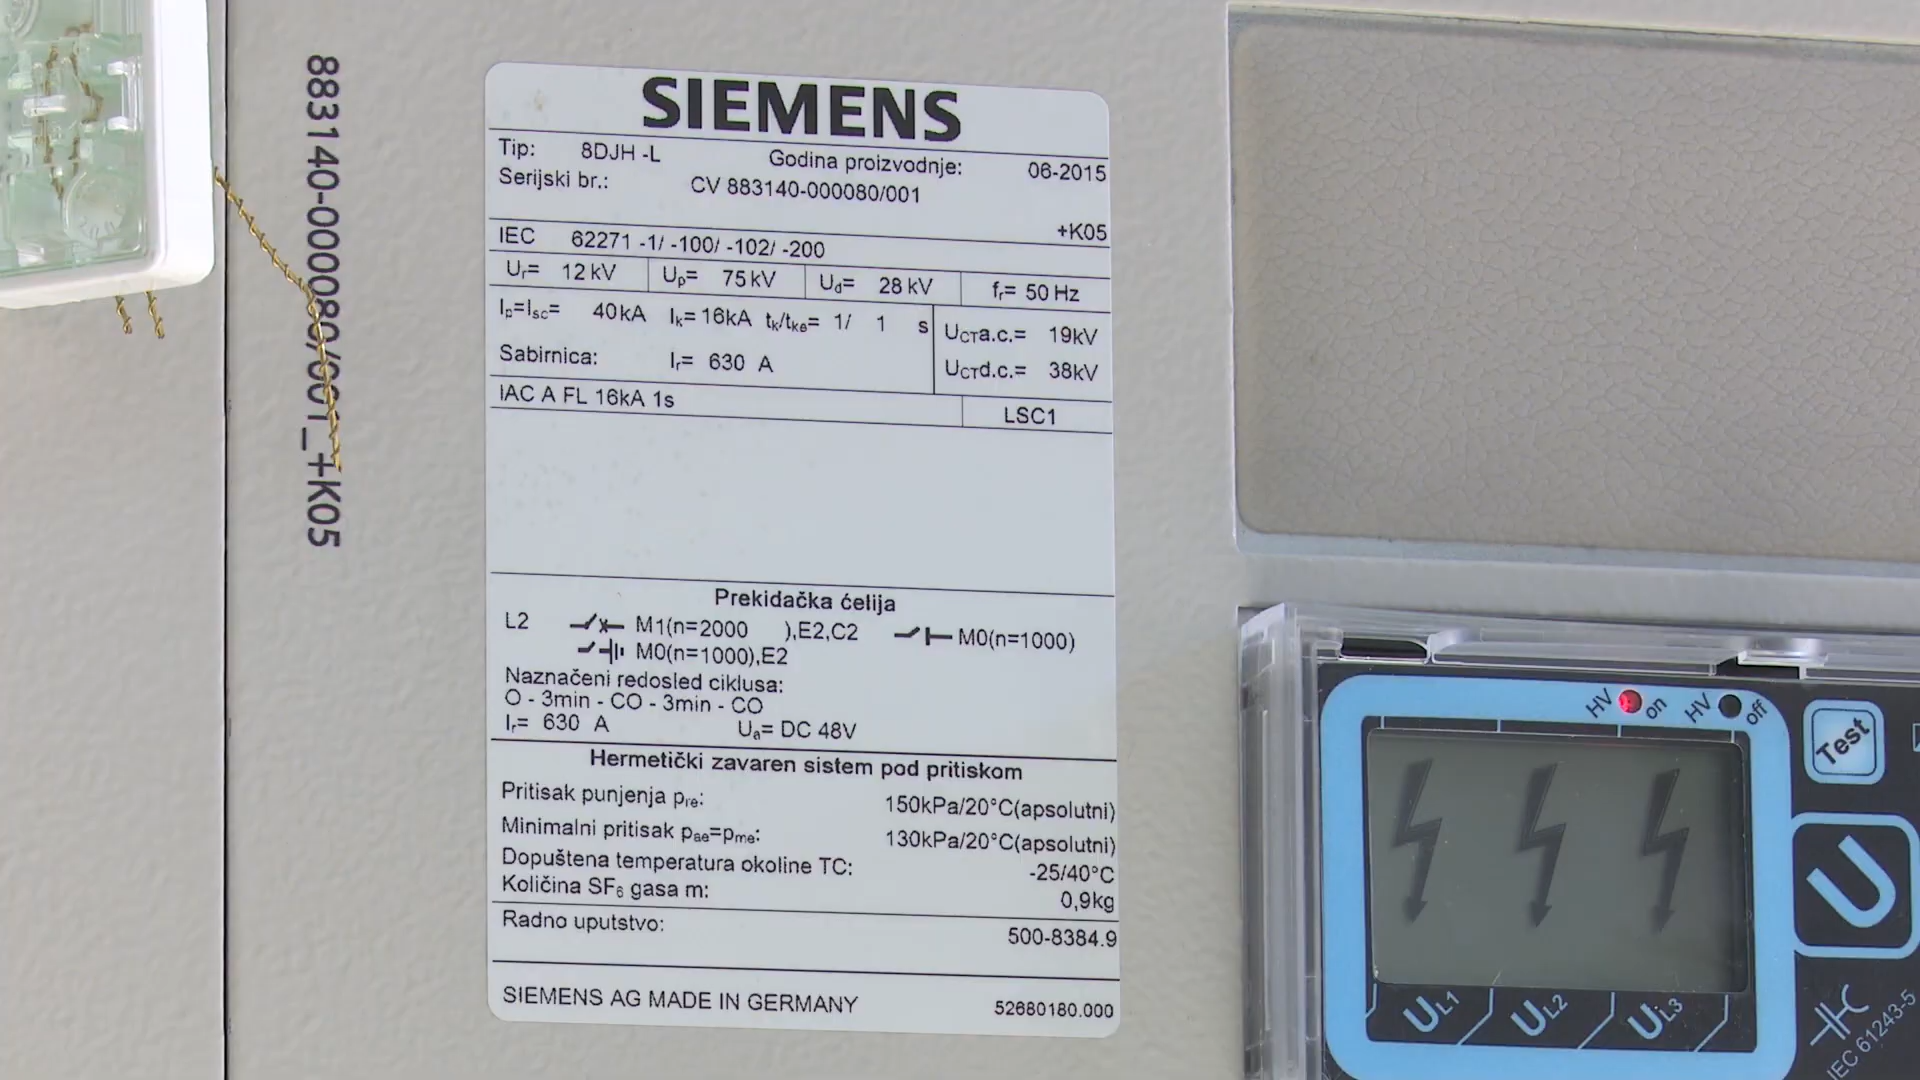 883140-000080/001_+K05
SIEMENS
Tip: 8DJH -L Godina proizvodnje: 06-2015
Serijski br.: CV 883140-000080/001
+K05
IEC 62271 -1/ -100/ -102/ -200
Ur= 12 kV Up= 75 kV Ud= 28 kV fr= 50 Hz
Ip=Isc= 40kA Ik= 16kA tk/tke= 1/ 1 s UCTa.c.= 19kV
Sabirnica: Ir= 630 A UCTd.c.= 38kV
IAC A FL 16kA 1s LSC1
Prekidačka ćelija
L2 M1(n=2000 ),E2,C2 M0(n=1000)
M0(n=1000),E2
Naznačeni redosled ciklusa:
O - 3min - CO - 3min - CO
Ir= 630 A Ua= DC 48V
Hermetički zavaren sistem pod pritiskom
Pritisak punjenja pre: 150kPa/20°C(apsolutni)
Minimalni pritisak pae=pme: 130kPa/20°C(apsolutni)
Dopuštena temperatura okoline TC: -25/40°C
Količina SF6 gasa m: 0,9kg
Radno uputstvo: 500-8384.9
SIEMENS AG MADE IN GERMANY 52680180.000
HV on HV off
Test
U
UL1 UL2 UL3
IEC 61243-5